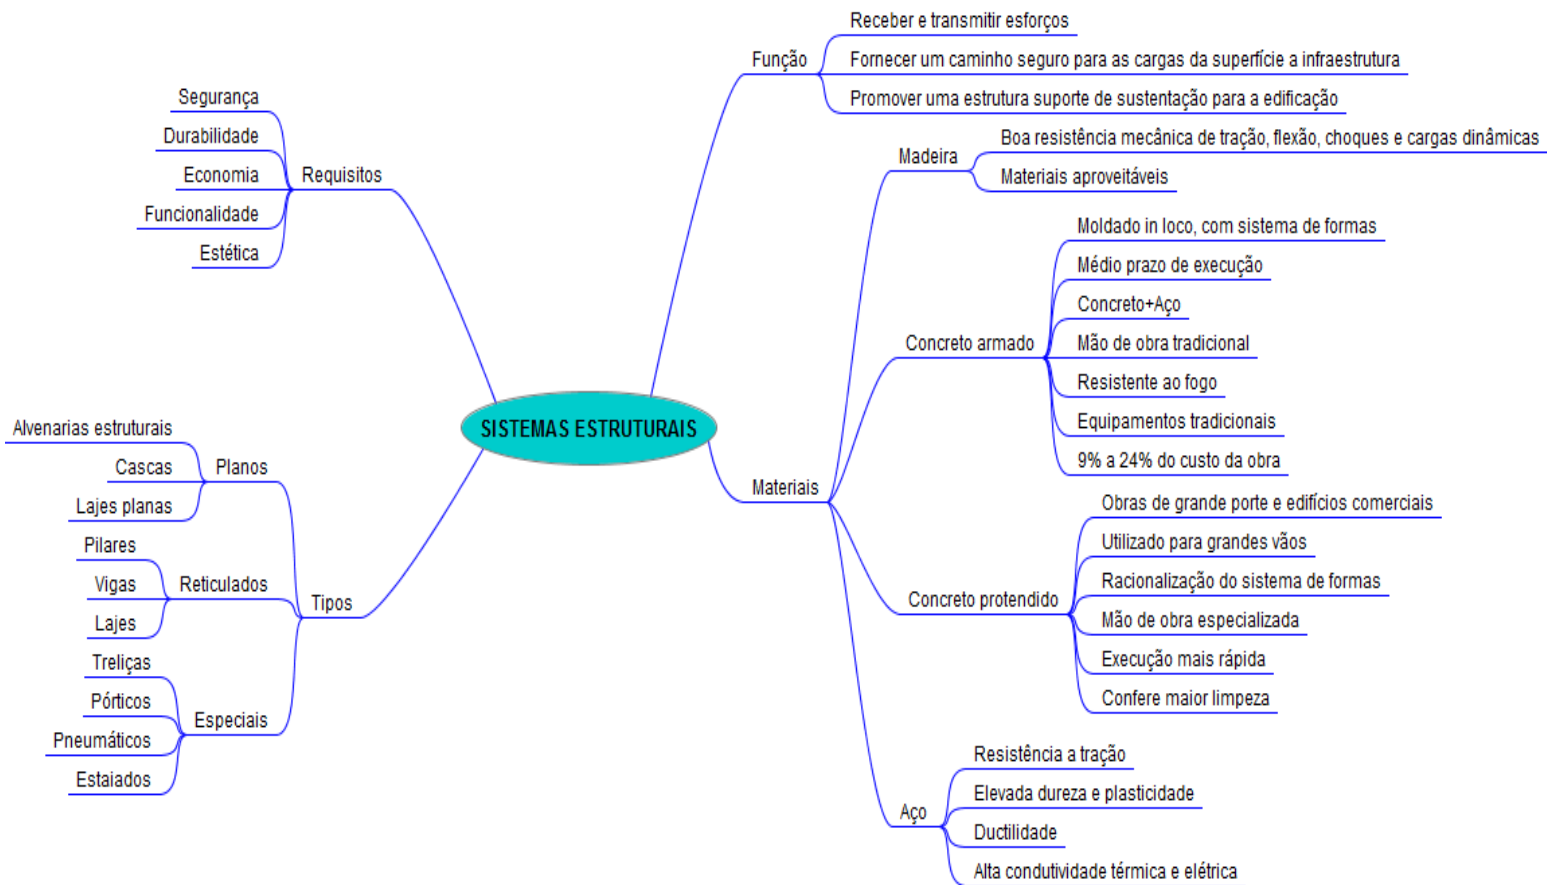 SISTEMAS ESTRUTURAIS
Função
Receber e transmitir esforços
Fornecer um caminho seguro para as cargas da superfície a infraestrutura
Promover uma estrutura suporte de sustentação para a edificação
Materiais
Madeira
Boa resistência mecânica de tração, flexão, choques e cargas dinâmicas
Materiais aproveitáveis
Concreto armado
Moldado in loco, com sistema de formas
Médio prazo de execução
Concreto+Aço
Mão de obra tradicional
Resistente ao fogo
Equipamentos tradicionais
9% a 24% do custo da obra
Concreto protendido
Obras de grande porte e edifícios comerciais
Utilizado para grandes vãos
Racionalização do sistema de formas
Mão de obra especializada
Execução mais rápida
Confere maior limpeza
Aço
Resistência a tração
Elevada dureza e plasticidade
Ductilidade
Alta condutividade térmica e elétrica
Requisitos
Segurança
Durabilidade
Economia
Funcionalidade
Estética
Tipos
Planos
Alvenarias estruturais
Cascas
Lajes planas
Reticulados
Pilares
Vigas
Lajes
Especiais
Treliças
Pórticos
Pneumáticos
Estaiados